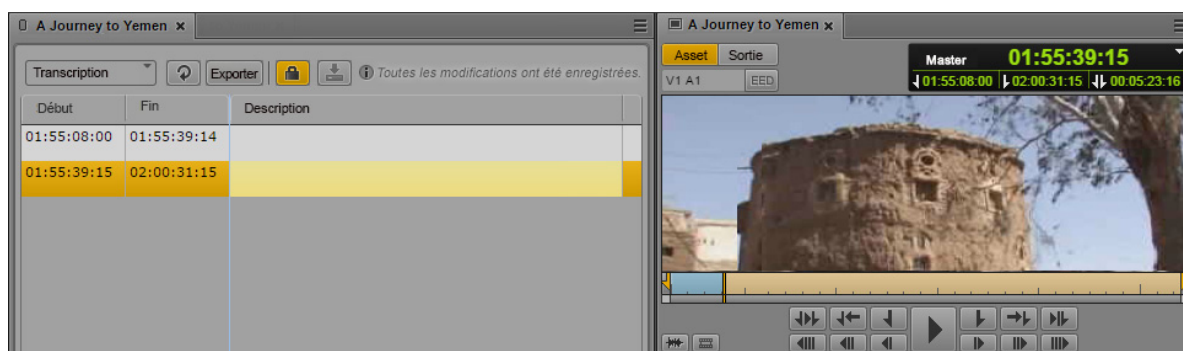 A Journey to Yemen x
Transcription Exporter Toutes les modifications ont été enregistrées.
Début Fin Description
01:55:08:00 01:55:39:14
01:55:39:15 02:00:31:15
A Journey to Yemen x
Asset Sortie
Master 01:55:39:15
V1 A1 EED 01:55:08:00 02:00:31:15 00:05:23:16